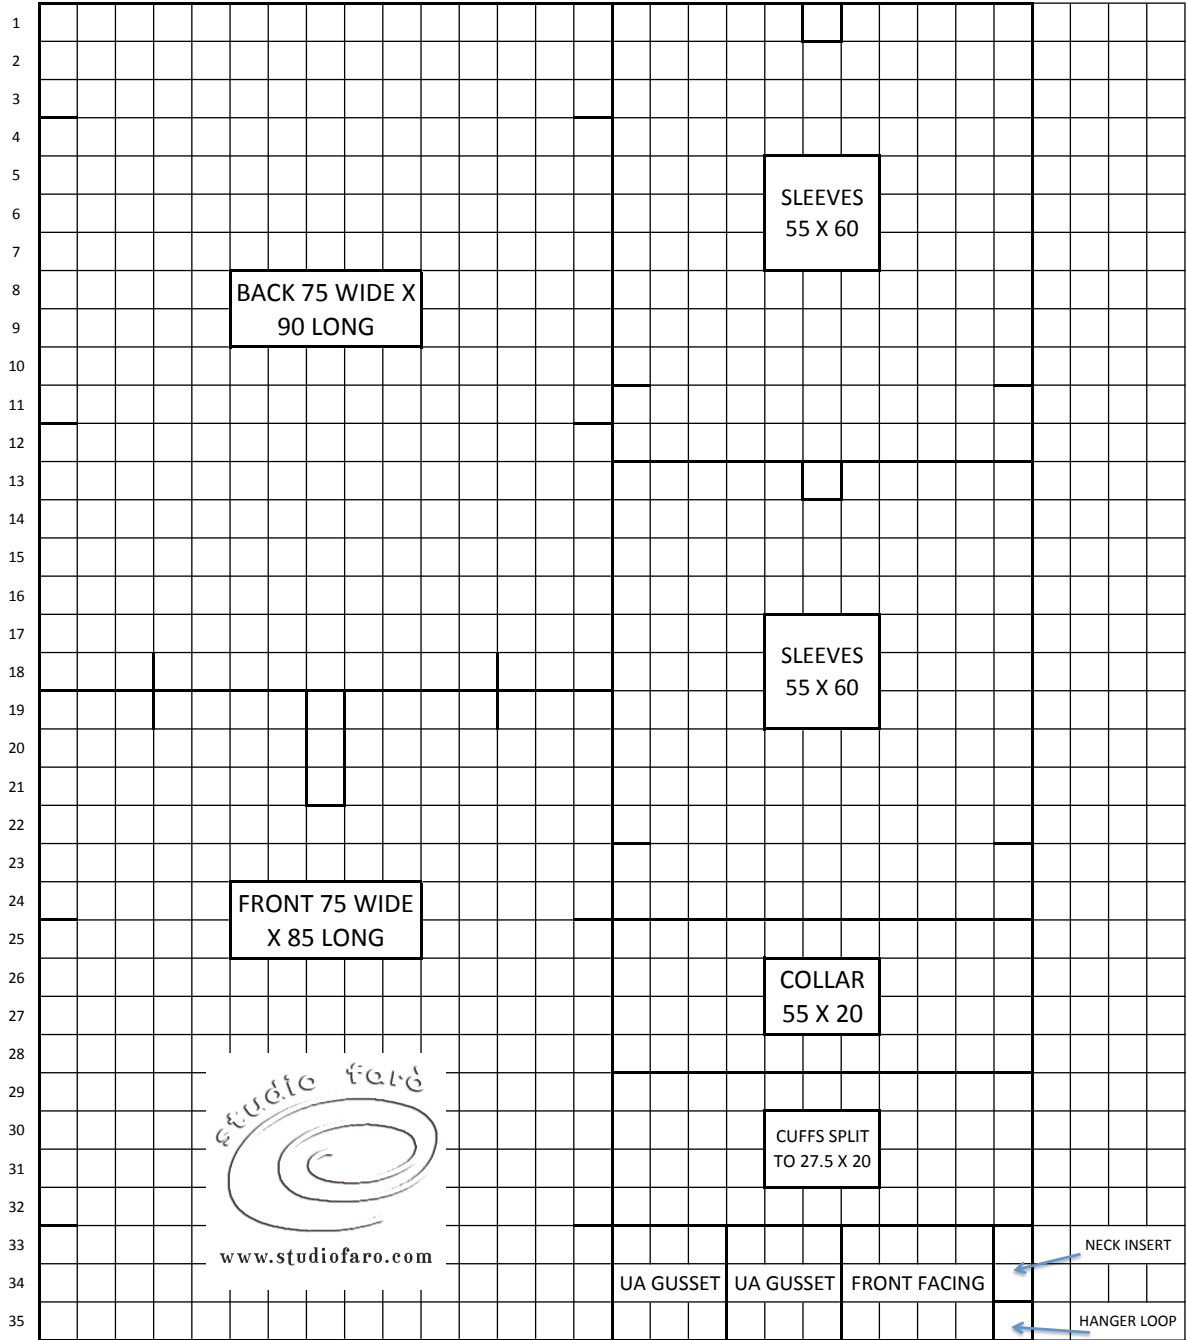 1
2
3
4
5
6
7
8
9
10
11
12
13
14
15
16
17
18
19
20
21
22
23
24
25
26
27
28
29
30
31
32
33
34
35
BACK 75 WIDE X
90 LONG
FRONT 75 WIDE
X 85 LONG
studio faro
www.studiofaro.com
SLEEVES
55 X 60
SLEEVES
55 X 60
COLLAR
55 X 20
CUFFS SPLIT
TO 27.5 X 20
UA GUSSET
UA GUSSET
FRONT FACING
NECK INSERT
HANGER LOOP